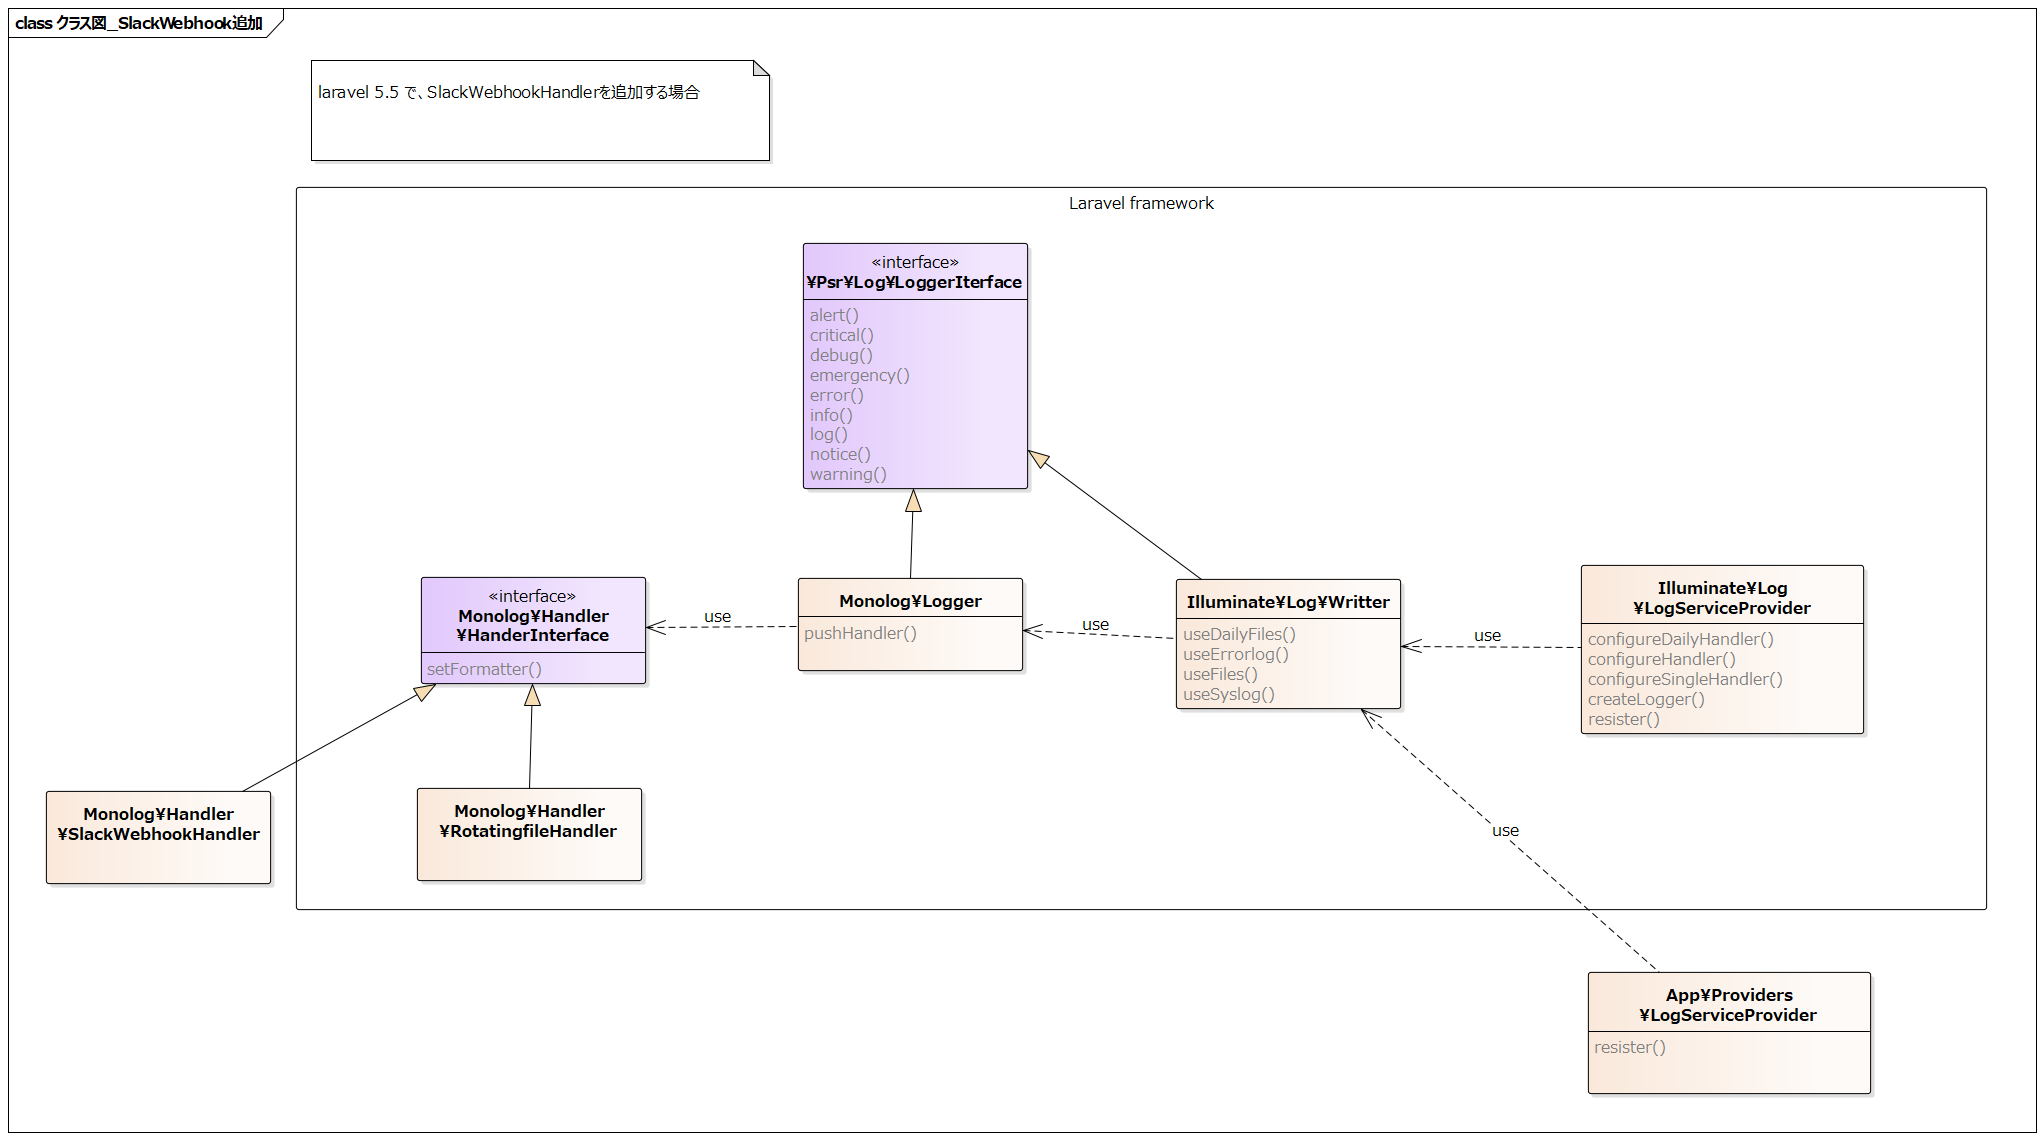 class クラス図_SlackWebhook追加
laravel 5.5 で、SlackWebhookHandlerを追加する場合
Laravel framework
«interface»
¥Psr¥Log¥LoggerIterface
alert()
critical()
debug()
emergency()
error()
info()
log()
notice()
warning()
«interface»
Monolog¥Handler
¥HanderInterface
setFormatter()
use
Monolog¥Logger
pushHandler()
use
Illuminate¥Log¥Writter
useDailyFiles()
useErrorlog()
useFiles()
useSyslog()
use
Illuminate¥Log
¥LogServiceProvider
configureDailyHandler()
configureHandler()
configureSingleHandler()
createLogger()
resister()
Monolog¥Handler
¥SlackWebhookHandler
Monolog¥Handler
¥RotatingfileHandler
use
App¥Providers
¥LogServiceProvider
resister()